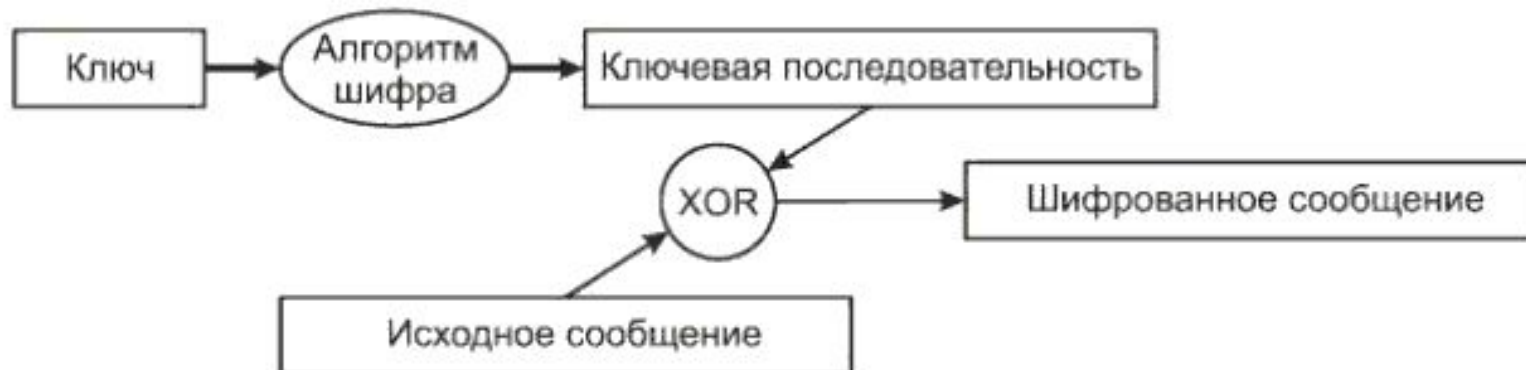 Ключ
Алгоритм
шифра
Ключевая последовательность
XOR
Шифрованное сообщение
Исходное сообщение